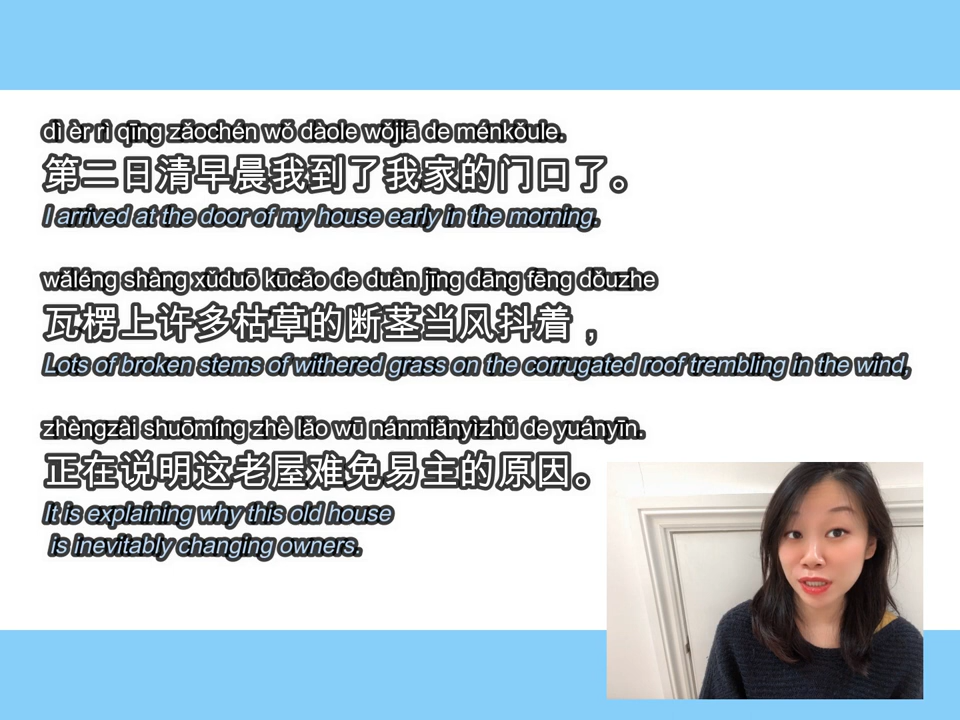 dì èr rì qīng zǎochén wǒ dàole wǒjiā de ménkǒule.
第二日清早晨我到了我家的门口了。
I arrived at the door of my house early in the morning.
wǎléng shàng xǔduō kūcǎo de duàn jīng dāng fēng dǒuzhe
瓦楞上许多枯草的断茎当风抖着，
Lots of broken stems of withered grass on the corrugated roof trembling in the wind,
zhèngzài shuōmíng zhè lǎo wū nánmiǎnyìzhǔ de yuányīn.
正在说明这老屋难免易主的原因。
It is explaining why this old house
is inevitably changing owners.